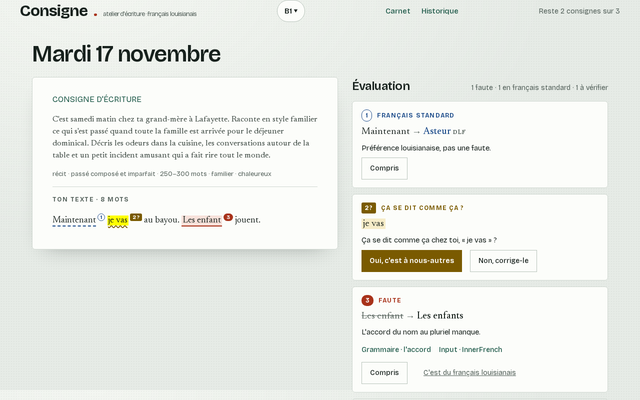 Consigne. atelier d'écriture · français louisianais
B1 ▾
Carnet Historique
Reste 2 consignes sur 3
Mardi 17 novembre
CONSIGNE D'ÉCRITURE
C'est samedi matin chez ta grand-mère à Lafayette. Raconte en style familier
ce qui s'est passé quand toute la famille est arrivée pour le déjeuner
dominical. Décris les odeurs dans la cuisine, les conversations autour de la
table et un petit incident amusant qui a fait rire tout le monde.
récit · passé composé et imparfait · 250–300 mots · familier · chaleureux
TON TEXTE · 8 MOTS
Maintenant 1 je vas 2? au bayou. Les enfant 3 jouent.
Évaluation
1 faute · 1 en français standard · 1 à vérifier
1 FRANÇAIS STANDARD
Maintenant → Asteur DLF
Préférence louisianaise, pas une faute.
Compris
2? ÇA SE DIT COMME ÇA ?
je vas
Ça se dit comme ça chez toi, « je vas » ?
Oui, c'est à nous-autres
Non, corrige-le
3 FAUTE
Les enfant → Les enfants
L'accord du nom au pluriel manque.
Grammaire · l'accord Input · InnerFrench
Compris
C'est du français louisianais